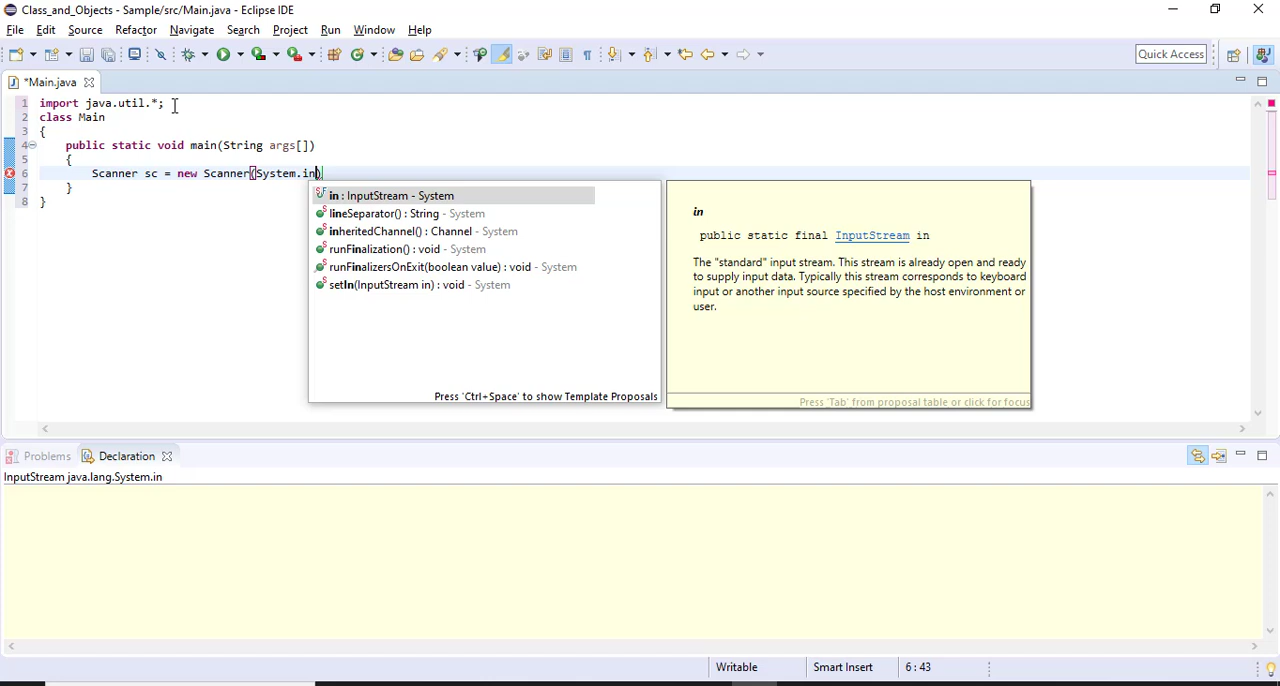 Class_and_Objects - Sample/src/Main.java - Eclipse IDE
File Edit Source Refactor Navigate Search Project Run Window Help
Quick Access
*Main.java
1 import java.util.*;
2 class Main
3 {
4 public static void main(String args[])
5 {
6 Scanner sc = new Scanner(System.in)
7 }
8 }
in : InputStream - System
lineSeparator() : String - System
inheritedChannel() : Channel - System
runFinalization() : void - System
runFinalizersOnExit(boolean value) : void - System
setIn(InputStream in) : void - System
Press 'Ctrl+Space' to show Template Proposals
in
public static final InputStream in
The "standard" input stream. This stream is already open and ready
to supply input data. Typically this stream corresponds to keyboard
input or another input source specified by the host environment or
user.
Press 'Tab' from proposal table or click for focus
Problems Declaration
InputStream java.lang.System.in
Writable Smart Insert 6 : 43